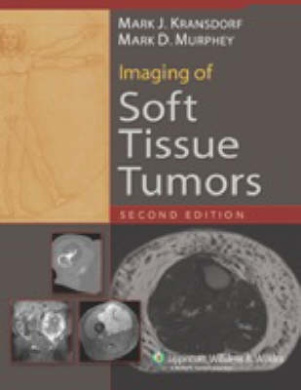 MARK J. KRANSDORF
MARK D. MURPHEY
Imaging of
Soft
Tissue
Tumors
SECOND EDITION
Lippincott Williams & Wilkins